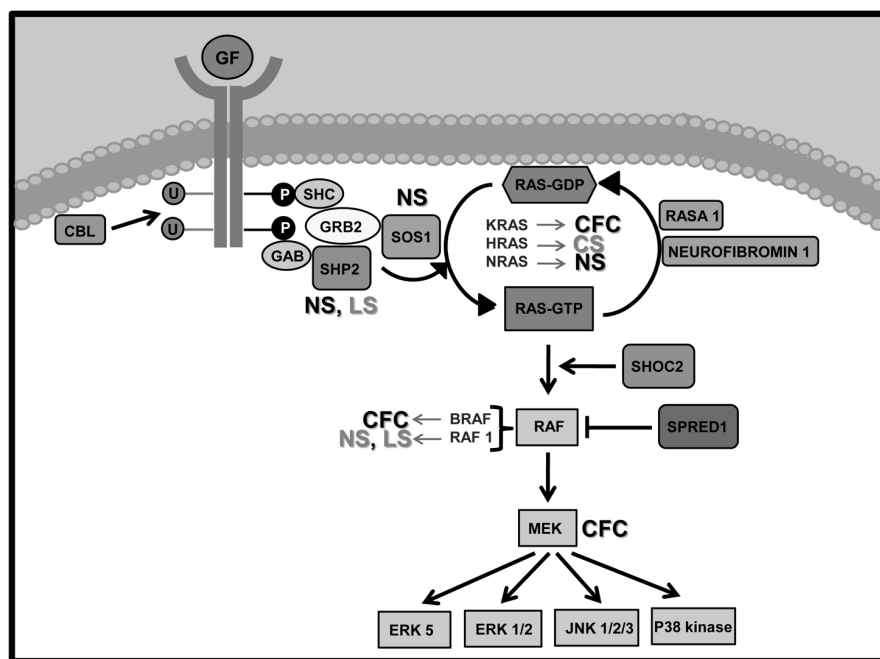 GF
U
P
SHC
NS
RAS-GDP
RASA 1
CBL
U
P
GRB2
SOS1
KRAS → CFC
HRAS → CS
NRAS → NS
NEUROFIBROMIN 1
GAB
SHP2
NS, LS
RAS-GTP
SHOC2
CFC ← BRAF
NS, LS ← RAF 1
RAF
SPRED1
MEK
CFC
ERK 5
ERK 1/2
JNK 1/2/3
P38 kinase